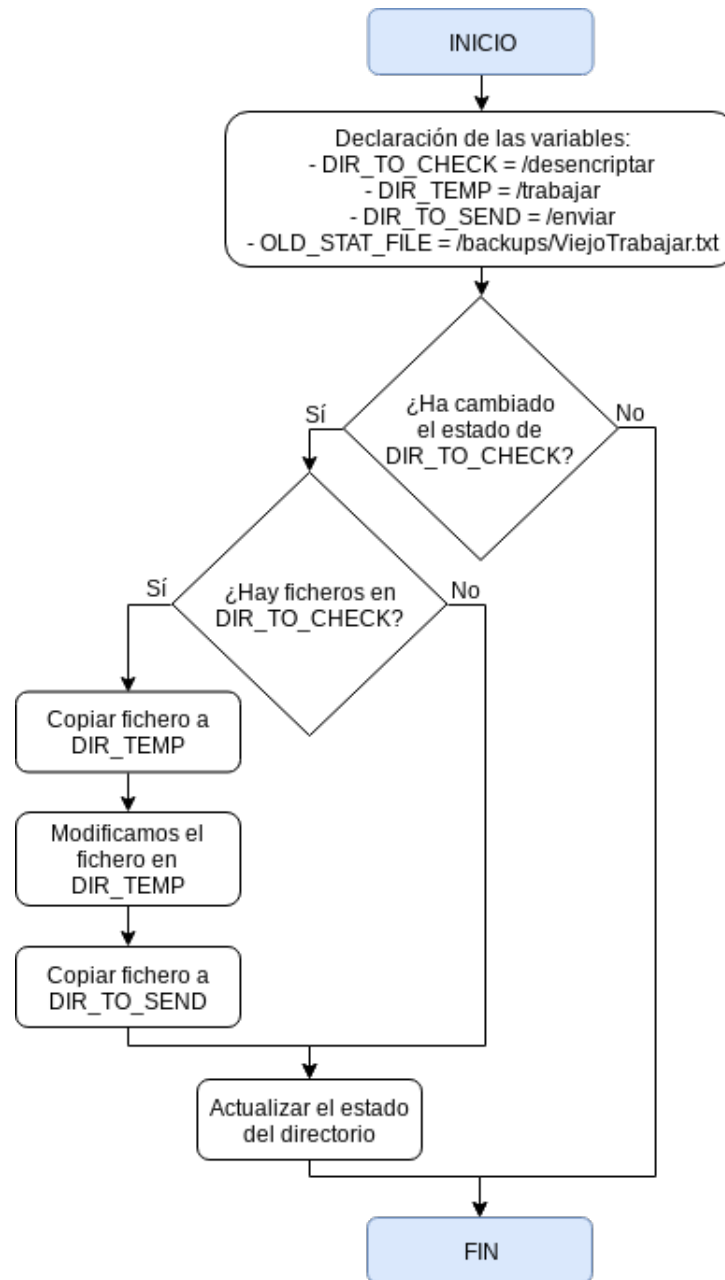 INICIO
Declaración de las variables:
- DIR_TO_CHECK = /desencriptar
- DIR_TEMP = /trabajar
- DIR_TO_SEND = /enviar
- OLD_STAT_FILE = /backups/ViejoTrabajar.txt
¿Ha cambiado
el estado de
DIR_TO_CHECK?
Sí
No
¿Hay ficheros en
DIR_TO_CHECK?
Sí
No
Copiar fichero a
DIR_TEMP
Modificamos el
fichero en
DIR_TEMP
Copiar fichero a
DIR_TO_SEND
Actualizar el estado
del directorio
FIN